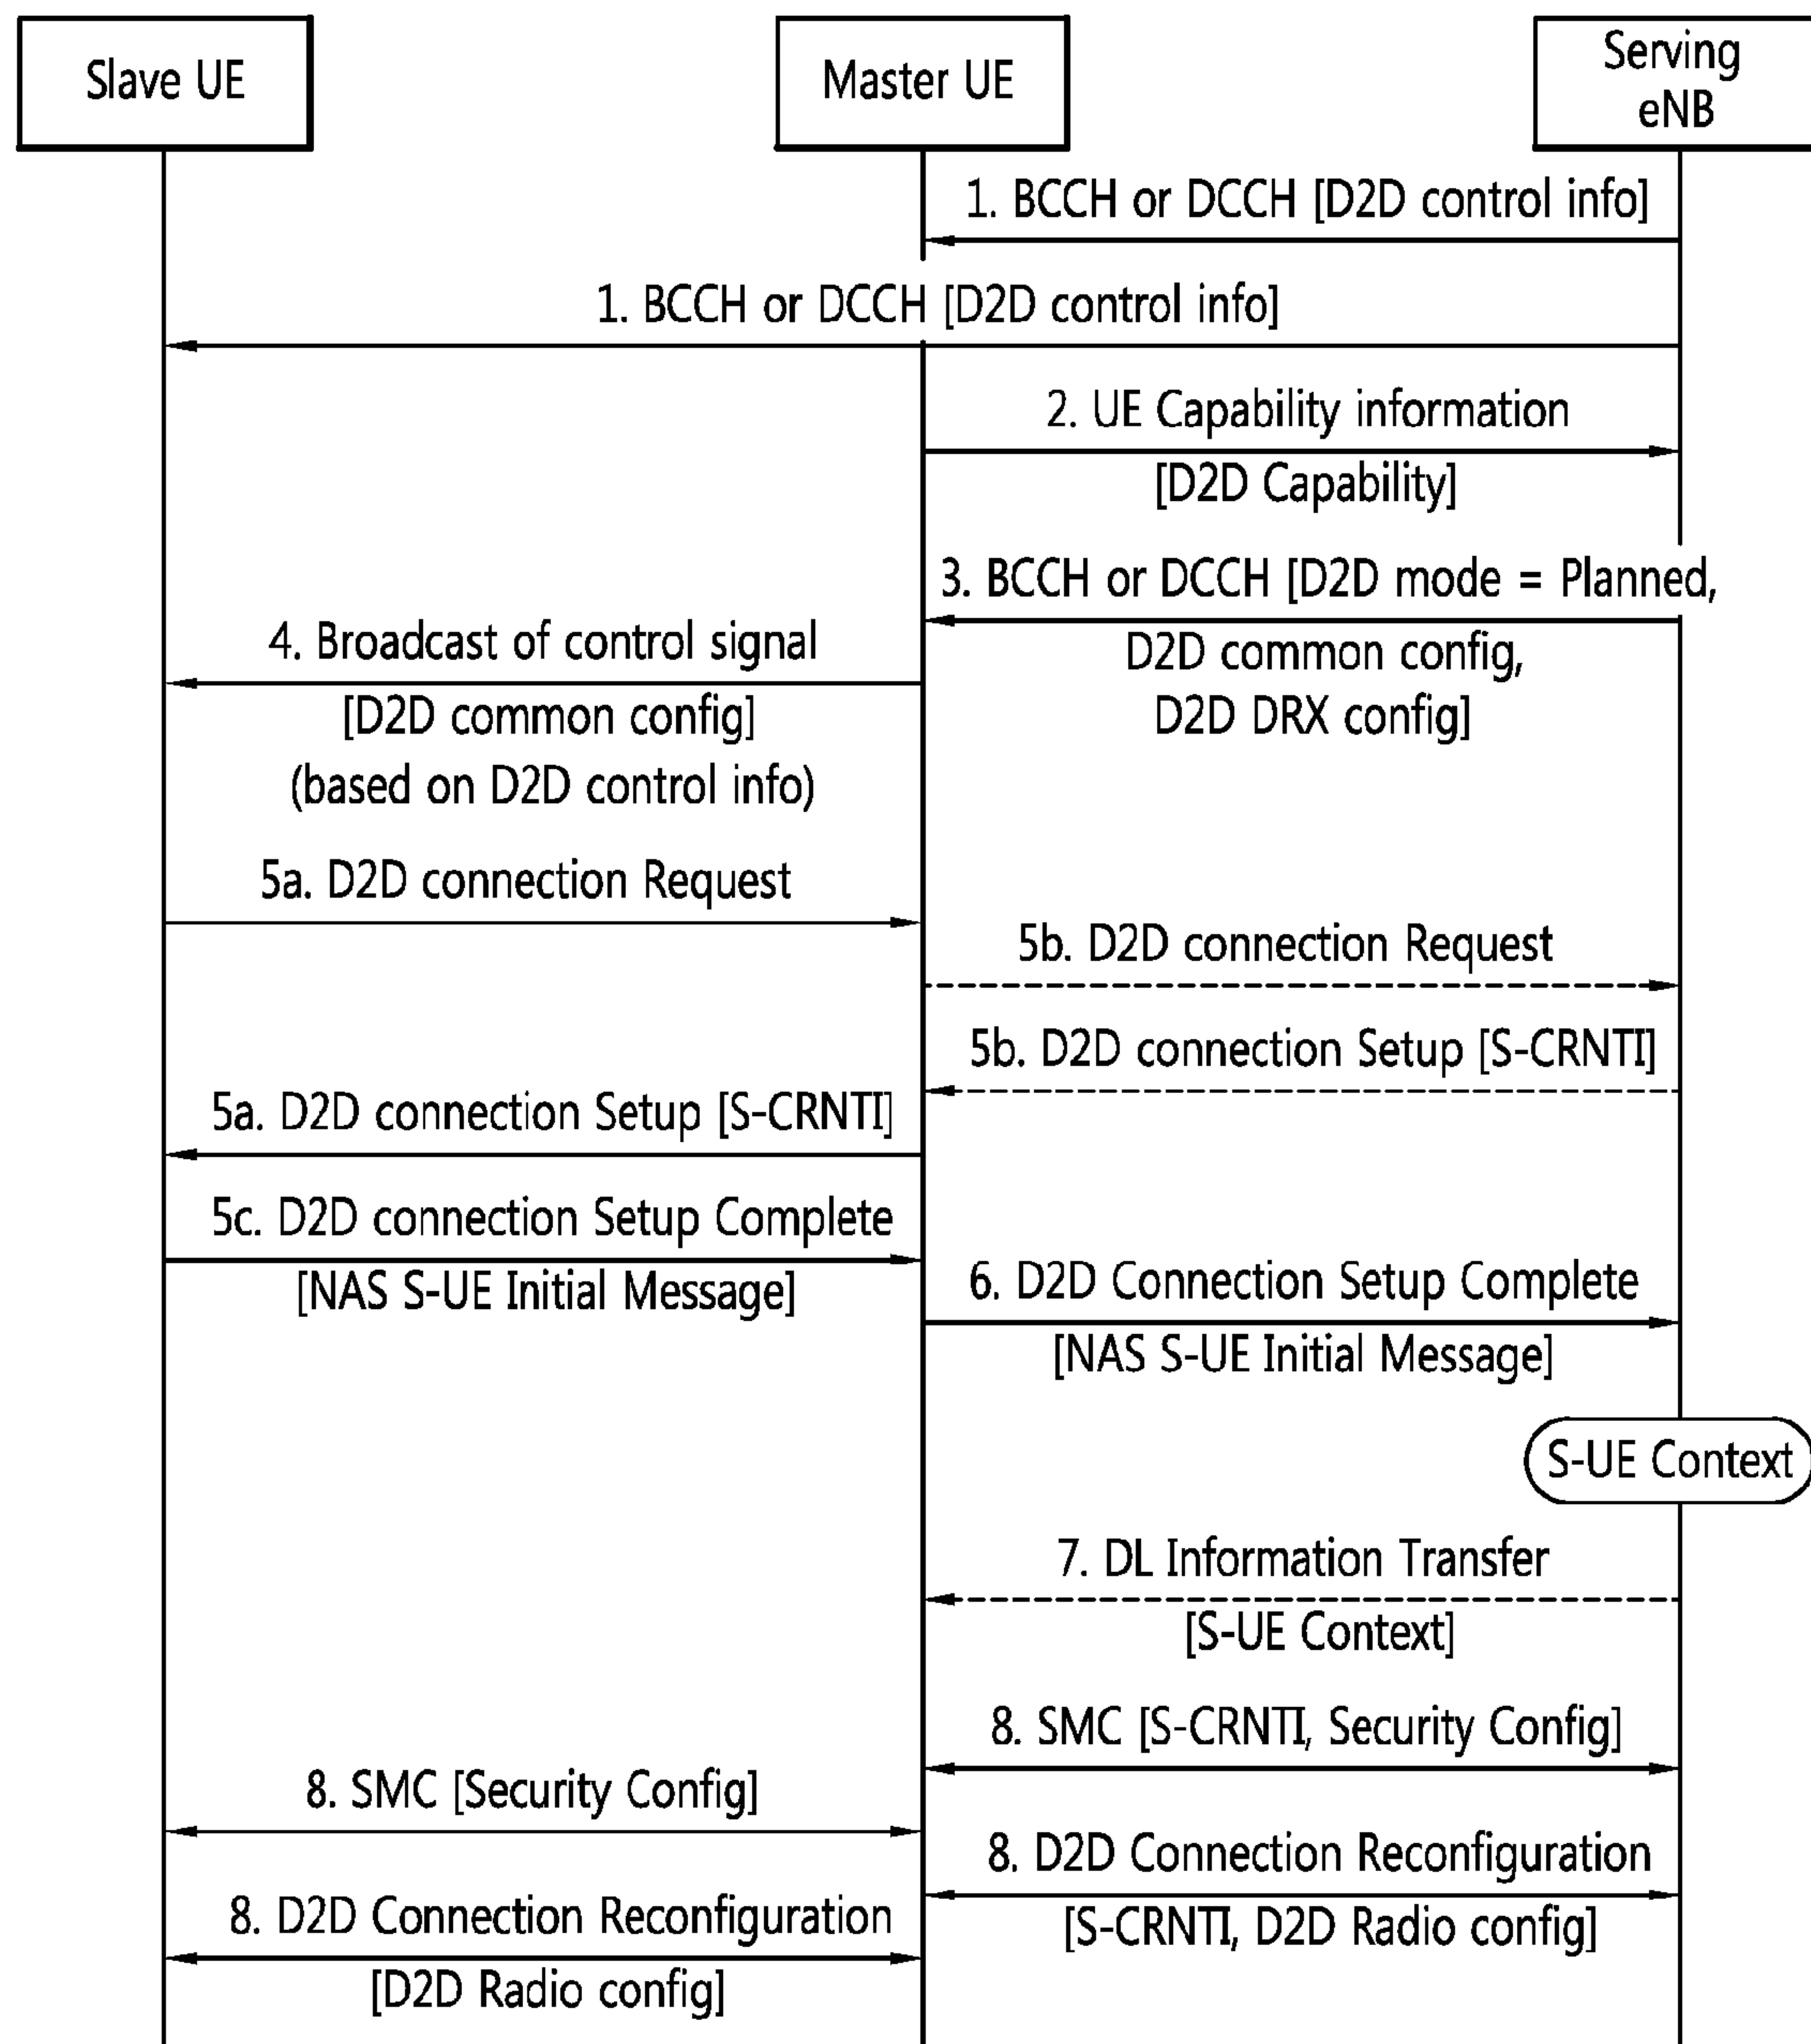 Slave UE
Master UE
Serving
eNB
1. BCCH or DCCH [D2D control info]
1. BCCH or DCCH [D2D control info]
2. UE Capability information
[D2D Capability]
3. BCCH or DCCH [D2D mode = Planned,
D2D common config,
D2D DRX config]
4. Broadcast of control signal
[D2D common config]
(based on D2D control info)
5a. D2D connection Request
5b. D2D connection Request
5b. D2D connection Setup [S-CRNTI]
5a. D2D connection Setup [S-CRNTI]
5c. D2D connection Setup Complete
[NAS S-UE Initial Message]
6. D2D Connection Setup Complete
[NAS S-UE Initial Message]
S-UE Context
7. DL Information Transfer
[S-UE Context]
8. SMC [S-CRNTI, Security Config]
8. SMC [Security Config]
8. D2D Connection Reconfiguration
[S-CRNTI, D2D Radio config]
8. D2D Connection Reconfiguration
[D2D Radio config]